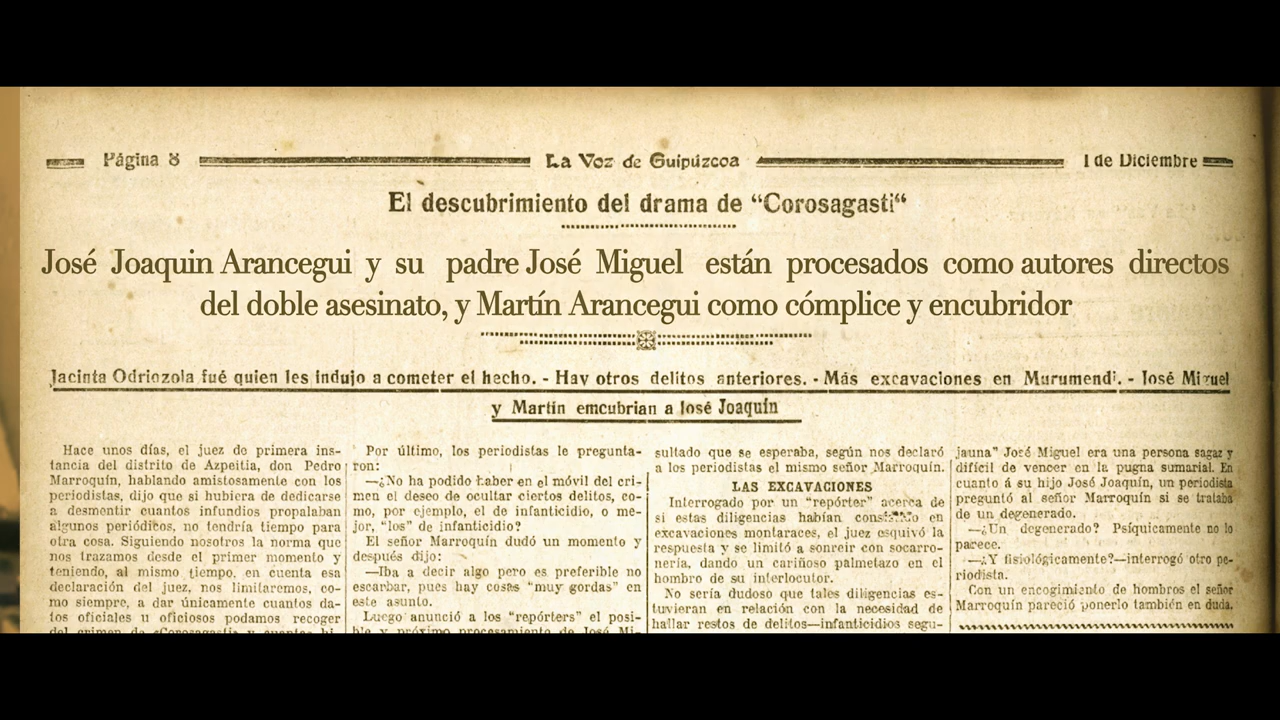 Página 8
La Voz de Guipúzcoa
1 de Diciembre
El descubrimiento del drama de “Corosagasti“
José Joaquin Arancegui y su padre José Miguel están procesados como autores directos
del doble asesinato, y Martín Arancegui como cómplice y encubridor
Jacinta Odriozola fué quien les indujo a cometer el hecho. - Hay otros delitos anteriores. - Más excavaciones en Murumendi. - José Miguel
y Martin emcubrian a José Joaquín
Hace unos días, el juez de primera ins-
tancia del distrito de Azpeitia, don Pedro
Marroquín, hablando amistosamente con los
periodistas, dijo que si hubiera de dedicarse
a desmentir cuantos infundios propalaban
algunos periódicos, no tendría tiempo para
otra cosa. Siguiendo nosotros la norma que
nos trazamos desde el primer momento y
teniendo, al mismo tiempo, en cuenta esa
declaración del juez, nos limitaremos, co-
mo siempre, a dar únicamente cuantos da-
tos oficiales u oficiosos podamos recoger
del crimen de «Corosagasti» y cuantos hi-
Por último, los periodistas le pregunta-
ron:
—¿No ha podido haber en el móvil del cri-
men el deseo de ocultar ciertos delitos, co-
mo, por ejemplo, el de infanticidio, o me-
jor, "los" de infanticidio?
El señor Marroquín dudó un momento y
después dijo:
—Iba a decir algo pero es preferible no
escarbar, pues hay cosas "muy gordas" en
este asunto.
Luego anunció a los "repórters" el posi-
ble y próximo procesamiento de José Mi-
sultado que se esperaba, según nos declaró
a los periodistas el mismo señor Marroquín.
LAS EXCAVACIONES
Interrogado por un "repórter" acerca de
si estas diligencias habían en
excavaciones montaraces, el juez esquivó la
respuesta y se limitó a sonreir con socarro-
nería, dando un cariñoso palmetazo en el
hombro de su interlocutor.
No sería dudoso que tales diligencias es-
tuvieran en relación con la necesidad de
hallar restos de delitos—infanticidios segu-
jauna" José Miguel era una persona sagaz y
difícil de vencer en la pugna sumarial. En
cuanto á su hijo José Joaquín, un periodista
preguntó al señor Marroquín si se trataba
de un degenerado.
—¿Un degenerado? Psíquicamente no lo
parece.
—¿Y fisiológicamente?—interrogó otro pe-
riodista.
Con un encogimiento de hombros el señor
Marroquín pareció ponerlo también en duda.